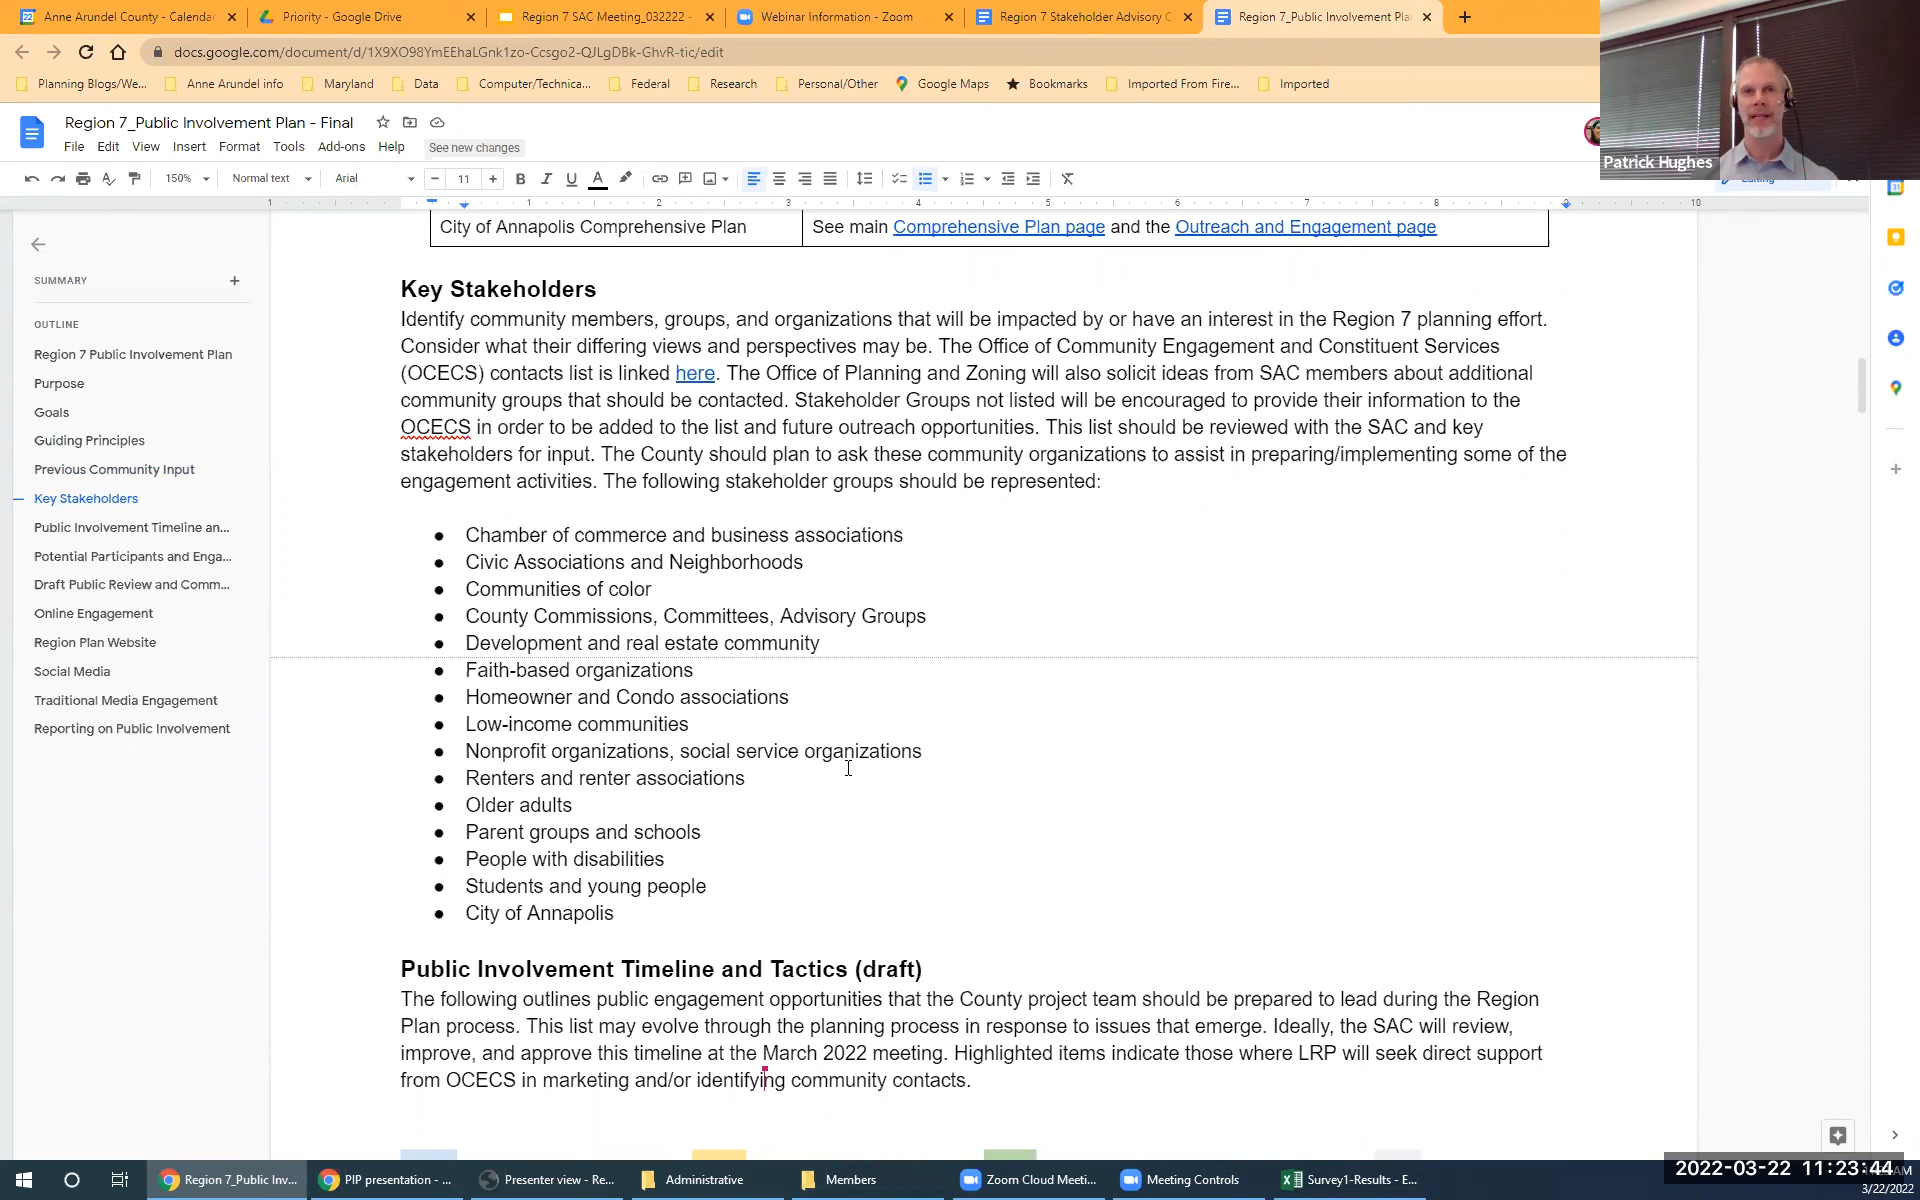 Anne Arundel County - Calendar
Priority - Google Drive
Region 7 SAC Meeting_032222 -
Webinar Information - Zoom
Region 7 Stakeholder Advisory C
Region 7_Public Involvement Pla
docs.google.com/document/d/1X9XO98YmEEhaLGnk1zo-Ccsgo2-QJLgDBk-GhvR-tic/edit
Planning Blogs/We...
Anne Arundel info
Maryland
Data
Computer/Technica...
Federal
Research
Personal/Other
Google Maps
Bookmarks
Imported From Fire...
Imported
Region 7_Public Involvement Plan - Final
File Edit View Insert Format Tools Add-ons Help See new changes
Patrick Hughes
150% Normal text Arial 11
1 1 2 3 4 5 6 7 8 9 10
City of Annapolis Comprehensive Plan
See main Comprehensive Plan page and the Outreach and Engagement page
SUMMARY
OUTLINE
Region 7 Public Involvement Plan
Purpose
Goals
Guiding Principles
Previous Community Input
Key Stakeholders
Public Involvement Timeline an...
Potential Participants and Enga...
Draft Public Review and Comm...
Online Engagement
Region Plan Website
Social Media
Traditional Media Engagement
Reporting on Public Involvement
Key Stakeholders
Identify community members, groups, and organizations that will be impacted by or have an interest in the Region 7 planning effort.
Consider what their differing views and perspectives may be. The Office of Community Engagement and Constituent Services
(OCECS) contacts list is linked here. The Office of Planning and Zoning will also solicit ideas from SAC members about additional
community groups that should be contacted. Stakeholder Groups not listed will be encouraged to provide their information to the
OCECS in order to be added to the list and future outreach opportunities. This list should be reviewed with the SAC and key
stakeholders for input. The County should plan to ask these community organizations to assist in preparing/implementing some of the
engagement activities. The following stakeholder groups should be represented:
● Chamber of commerce and business associations
● Civic Associations and Neighborhoods
● Communities of color
● County Commissions, Committees, Advisory Groups
● Development and real estate community
● Faith-based organizations
● Homeowner and Condo associations
● Low-income communities
● Nonprofit organizations, social service organizations
● Renters and renter associations
● Older adults
● Parent groups and schools
● People with disabilities
● Students and young people
● City of Annapolis
Public Involvement Timeline and Tactics (draft)
The following outlines public engagement opportunities that the County project team should be prepared to lead during the Region
Plan process. This list may evolve through the planning process in response to issues that emerge. Ideally, the SAC will review,
improve, and approve this timeline at the March 2022 meeting. Highlighted items indicate those where LRP will seek direct support
from OCECS in marketing and/or identifying community contacts.
Region 7_Public Inv...
PIP presentation - ...
Presenter view - Re...
Administrative
Members
Zoom Cloud Meeti...
Meeting Controls
Survey1-Results - E...
2022-03-22 11:23:44
3/22/2022